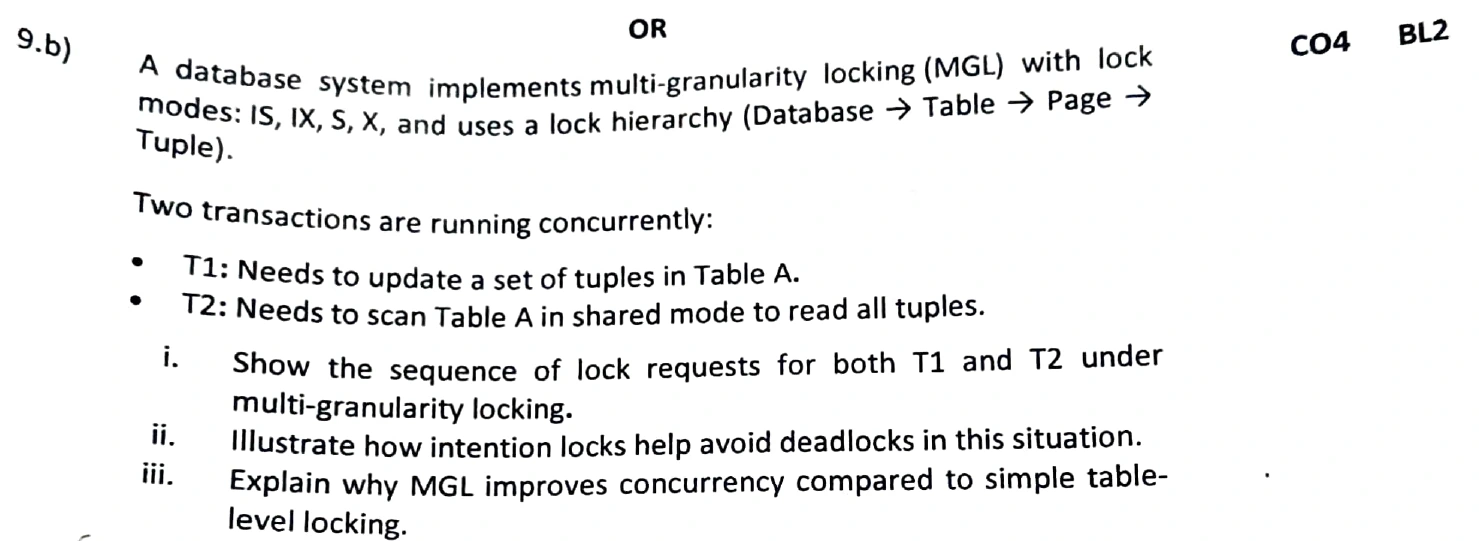 OR
9.b) A database system implements multi-granularity locking (MGL) with lock CO4 BL2
modes: IS, IX, S, X, and uses a lock hierarchy (Database → Table → Page →
Tuple).
Two transactions are running concurrently:
• T1: Needs to update a set of tuples in Table A.
• T2: Needs to scan Table A in shared mode to read all tuples.
i. Show the sequence of lock requests for both T1 and T2 under
multi-granularity locking.
ii. Illustrate how intention locks help avoid deadlocks in this situation.
iii. Explain why MGL improves concurrency compared to simple table-
level locking.